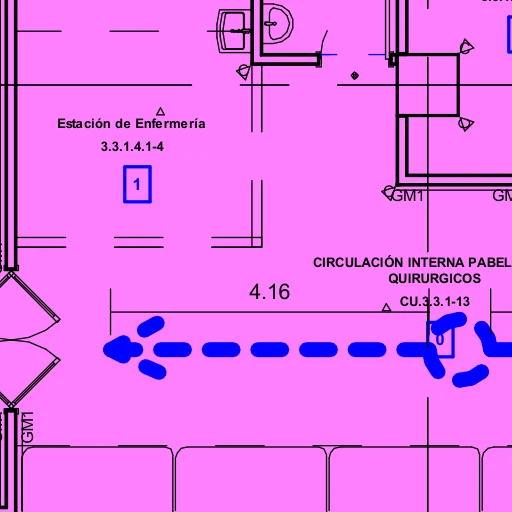 Estación de Enfermería
3.3.1.4.1-4
1
GM1
GM
CIRCULACIÓN INTERNA PABEL
QUIRURGICOS
4.16
CU.3.3.1-13
0
GM1